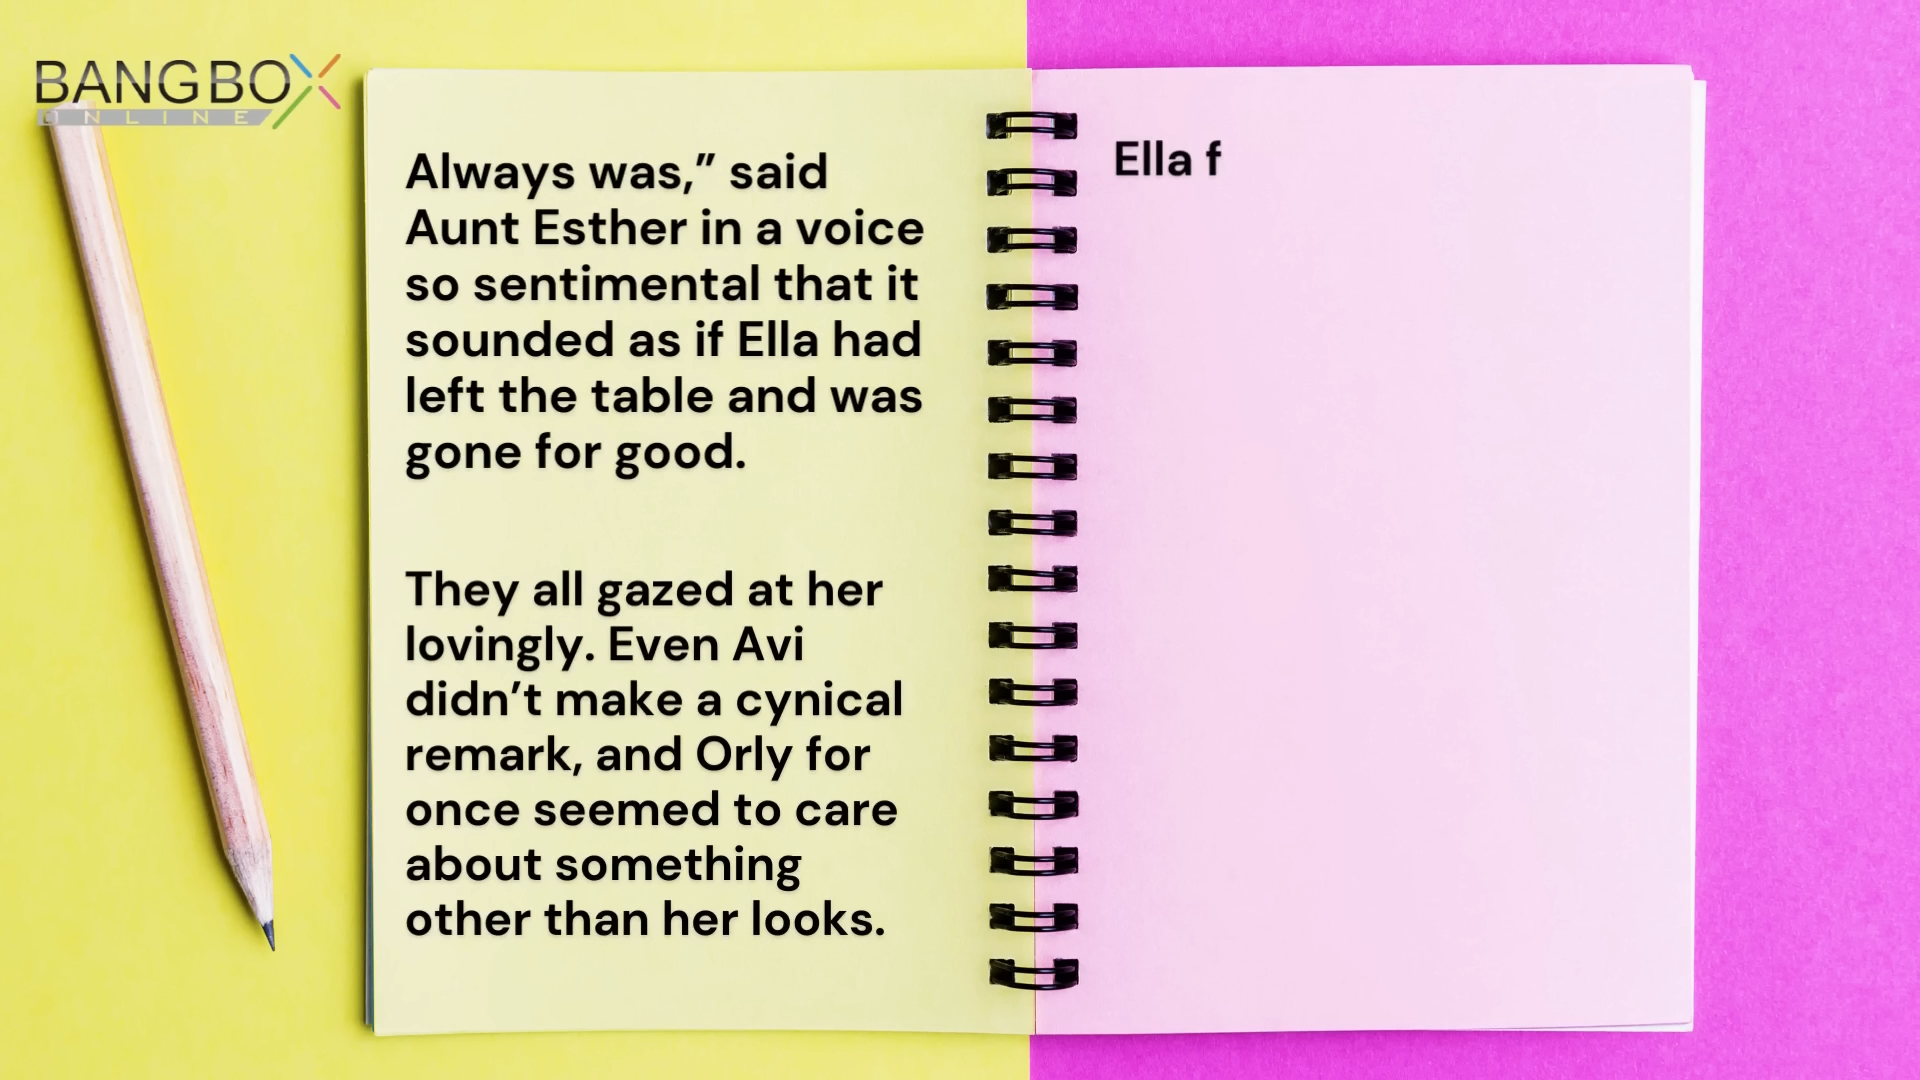 BANGBOX
ONLINE
Always was,” said
Aunt Esther in a voice
so sentimental that it
sounded as if Ella had
left the table and was
gone for good.
They all gazed at her
lovingly. Even Avi
didn’t make a cynical
remark, and Orly for
once seemed to care
about something
other than her looks.
Ella f